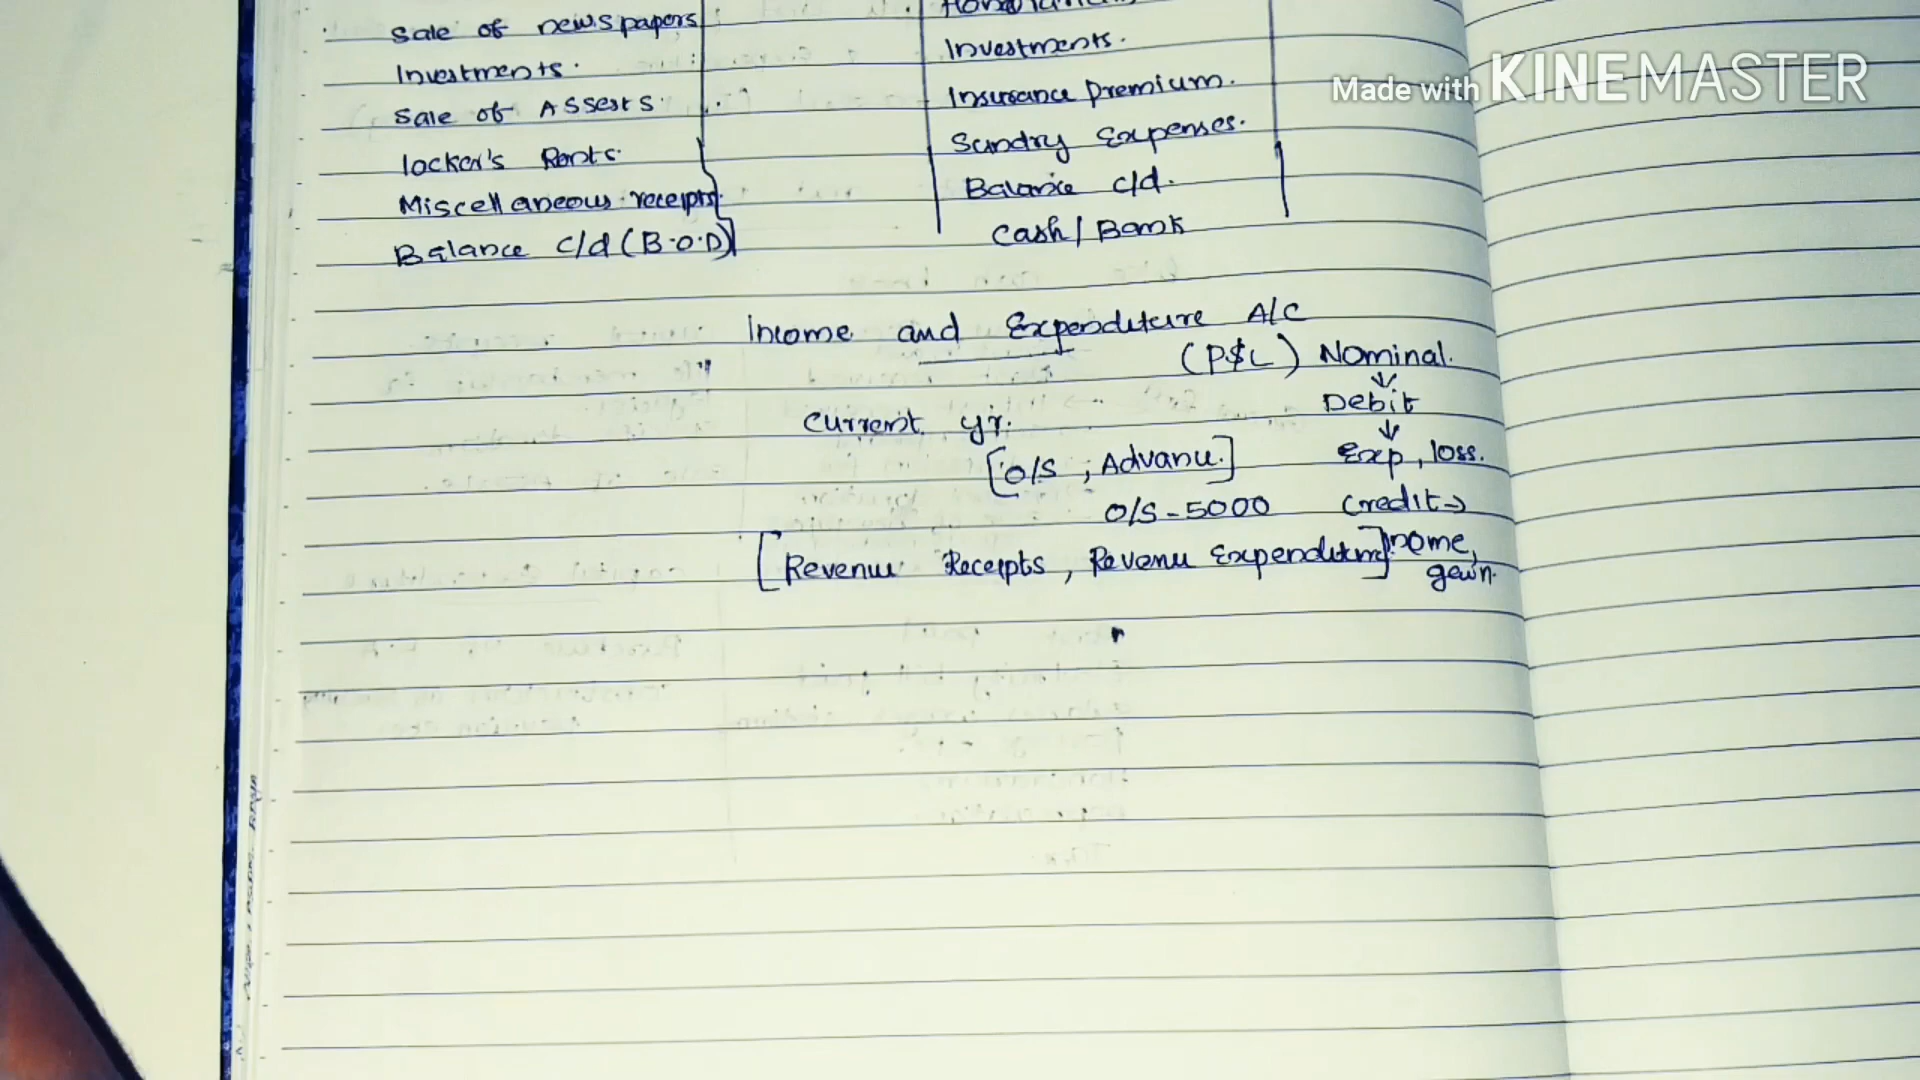 Sale of newspapers
Investments.
Sale of Assests.
locker's Rents.
Miscellaneous receipts.
Balance c/d (B.O.D)
Investments.
Insurance premium.
Sundry Expenses.
Balance c/d.
Cash / Bank
Made with KINEMASTER
Income and Expenditure A/C
(P&L) Nominal.
Debit
Current yr.
Exp, loss.
[O/S, Advance.]
O/S - 5000 Credit →
[Revenue Receipts, Revenue Expenditure] Income,
gain.